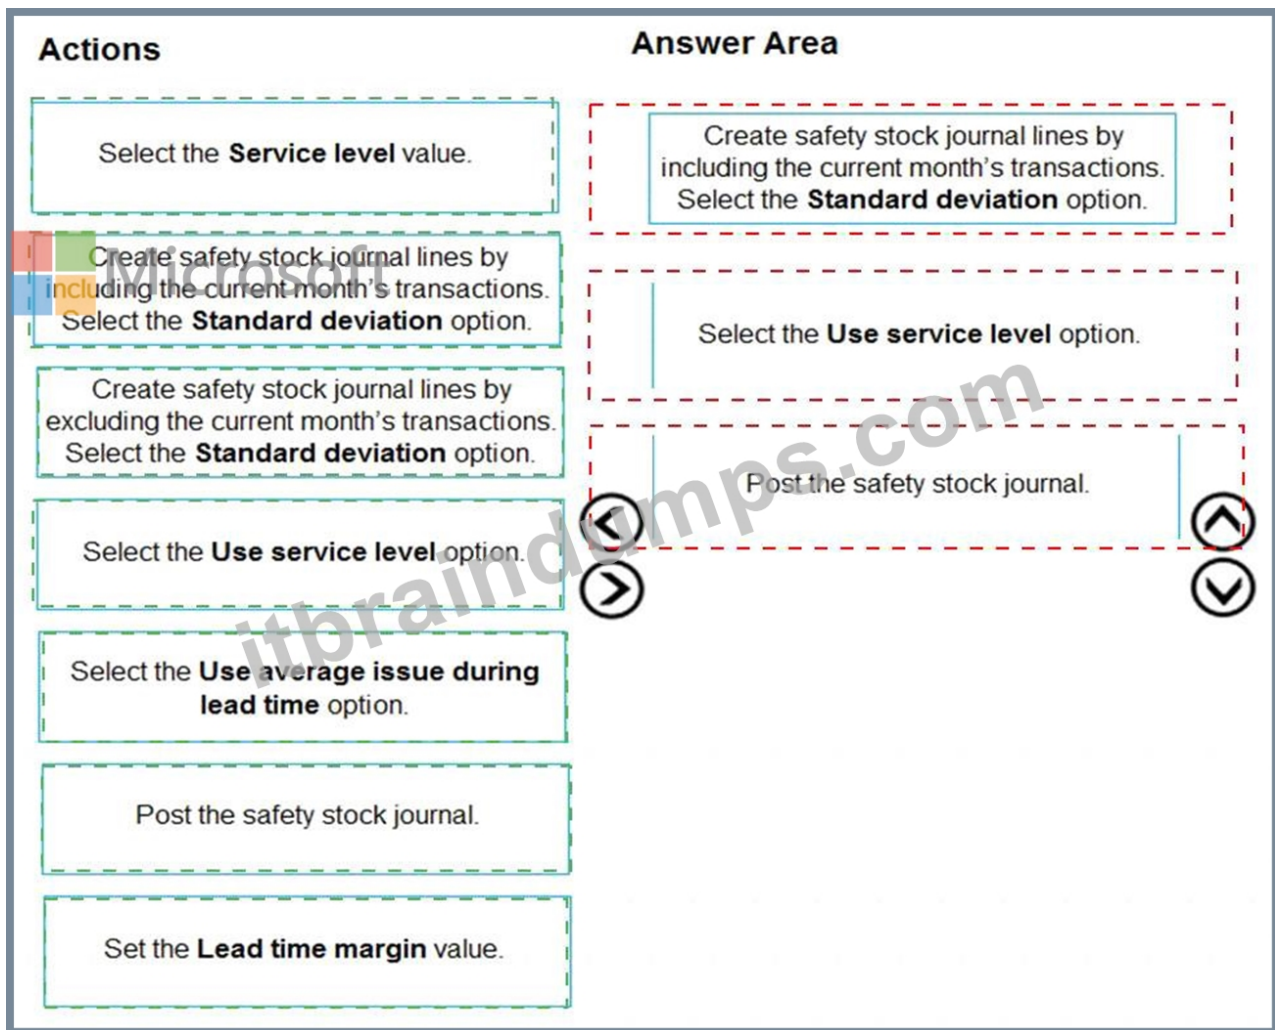 Actions
Select the Service level value.
Create safety stock journal lines by
including the current month's transactions.
Select the Standard deviation option.
Microsoft
Create safety stock journal lines by
excluding the current month's transactions.
Select the Standard deviation option.
Select the Use service level option.
Select the Use average issue during
lead time option.
Post the safety stock journal.
Set the Lead time margin value.
Answer Area
Create safety stock journal lines by
including the current month's transactions.
Select the Standard deviation option.
Select the Use service level option.
Post the safety stock journal.
itbraindumps.com